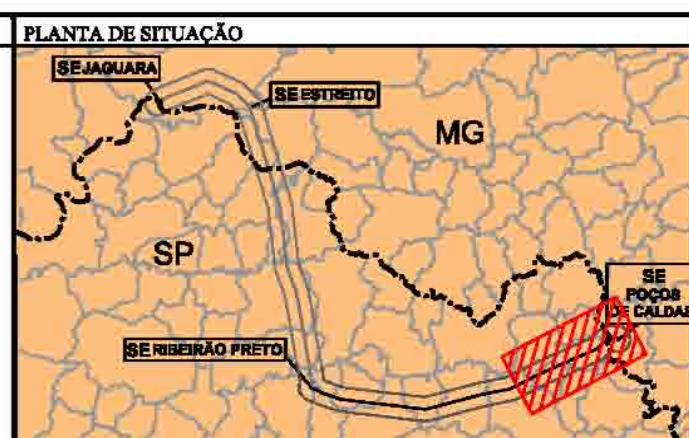 PLANTA DE SITUAÇÃO
SE JAGUARA
SE ESTREITO
MG
SP
SE
POÇOS
DE CALDAS
SE RIBEIRÃO PRETO